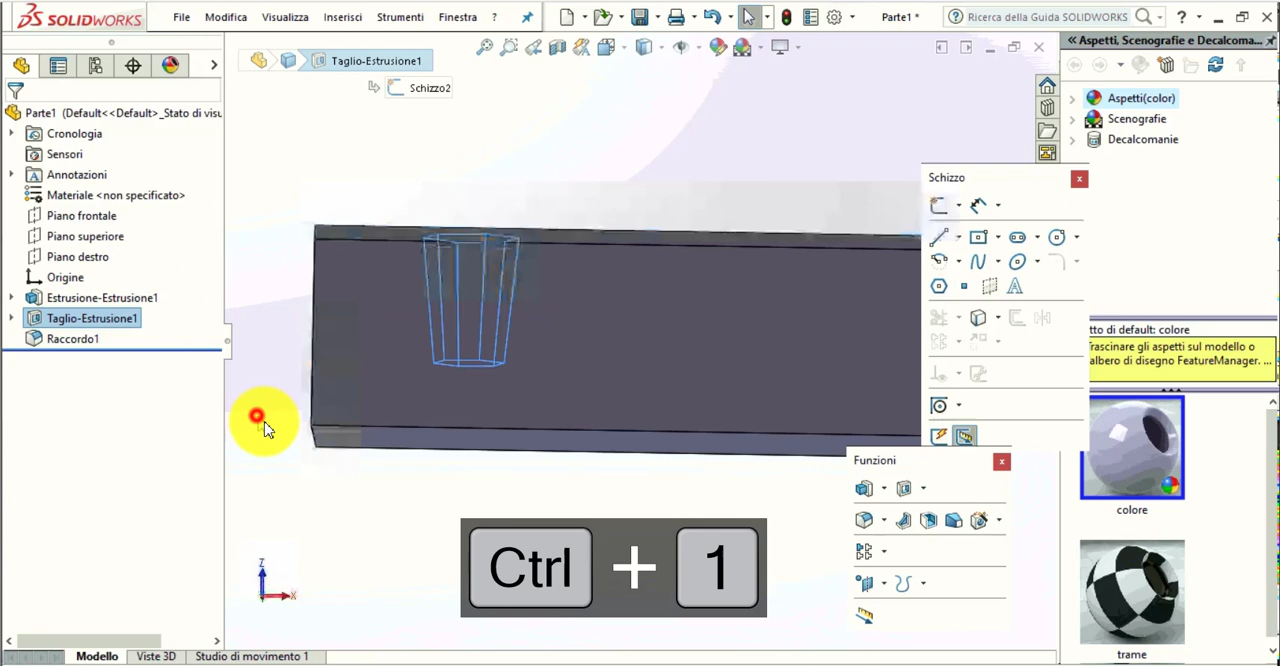 SOLIDWORKS
File
Modifica
Visualizza
Inserisci
Strumenti
Finestra
?
Parte1 *
Ricerca della Guida SOLIDWORKS
?
Taglio-Estrusione1
Schizzo2
Aspetti, Scenografie e Decalcoma...
Parte1 (Default<<Default>_Stato di visu
Cronologia
Sensori
Annotazioni
Materiale <non specificato>
Piano frontale
Piano superiore
Piano destro
Origine
Estrusione-Estrusione1
Taglio-Estrusione1
Raccordo1
Aspetti(color)
Scenografie
Decalcomanie
Schizzo
A
tto di default: colore
Trascinare gli aspetti sul modello o
albero di disegno FeatureManager. ...
colore
trame
Funzioni
Ctrl + 1
Z
X
Modello
Viste 3D
Studio di movimento 1